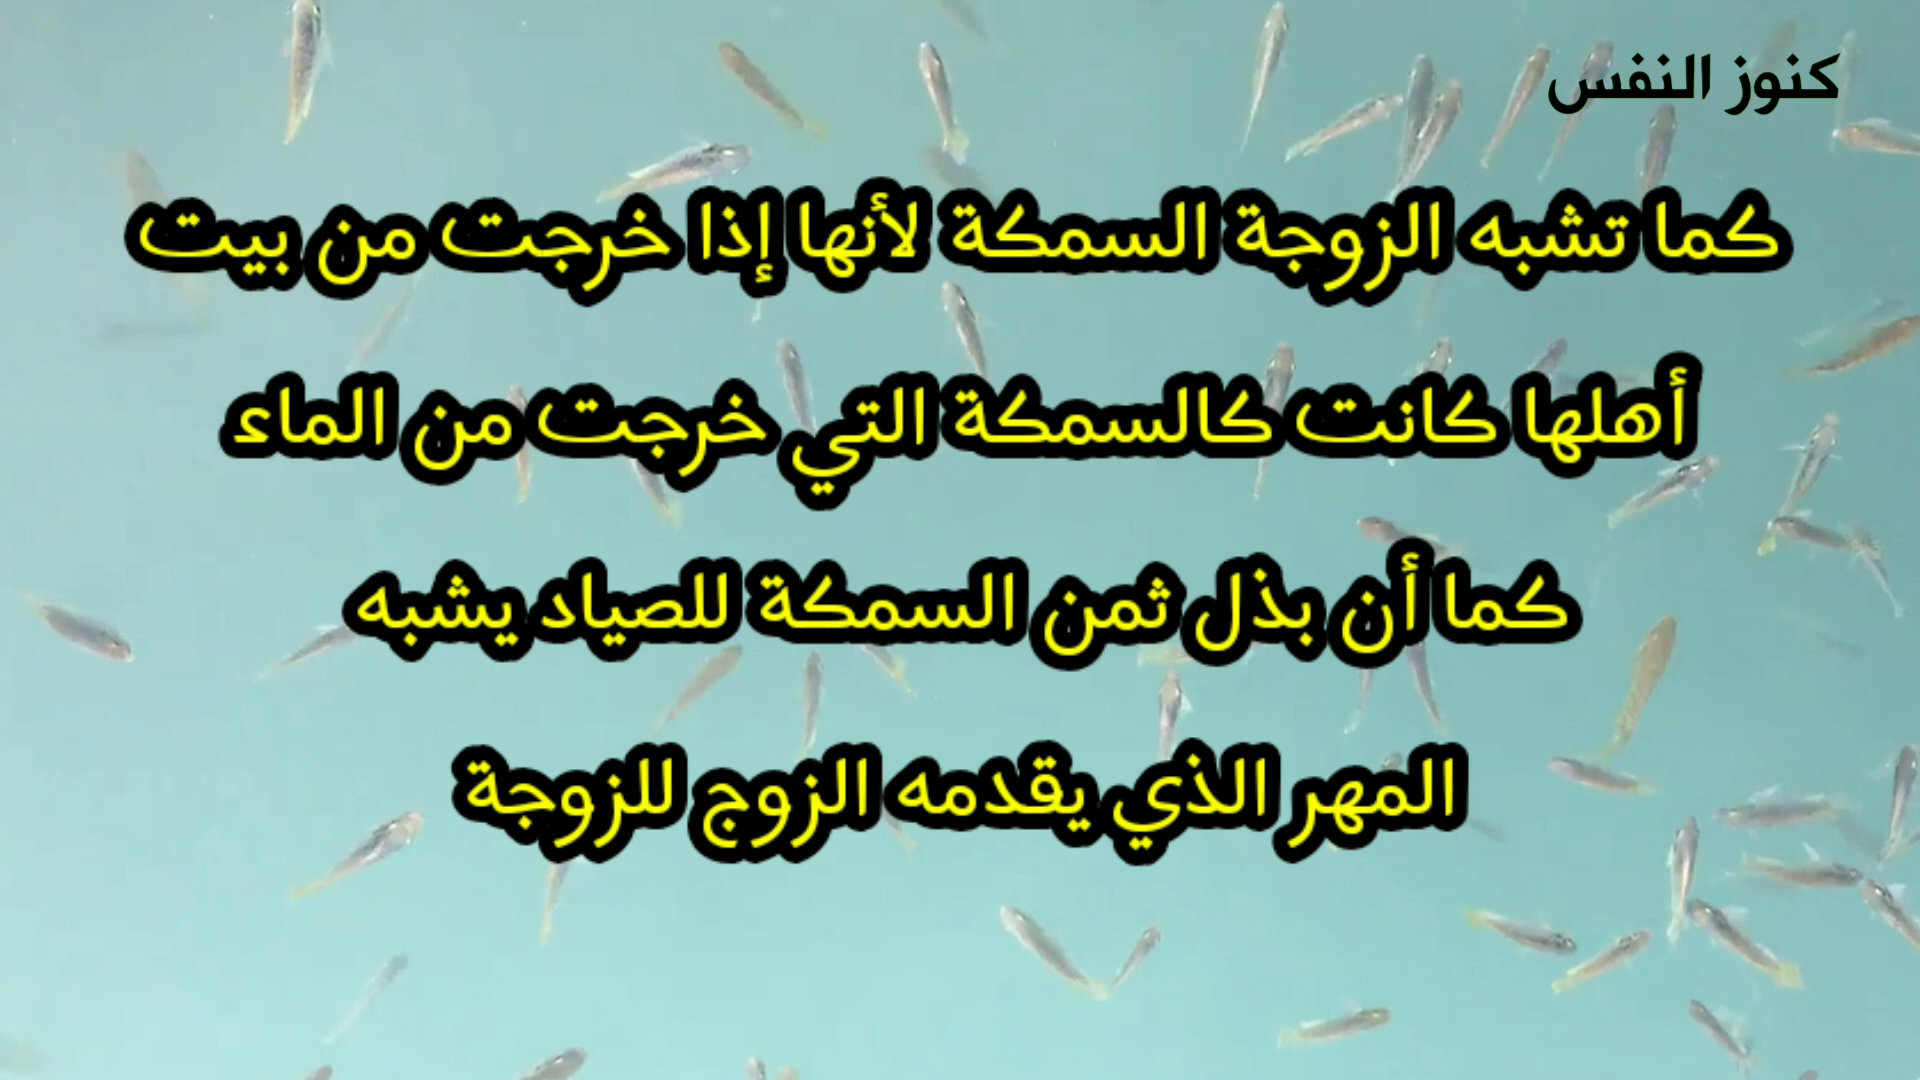 كنوز النفس
كما تشبه الزوجة السمكة لأنها إذا خرجت من بيت
أهلها كانت كالسمكة التي خرجت من الماء
كما أن بذل ثمن السمكة للصياد يشبه
المهر الذي يقدمه الزوج للزوجة